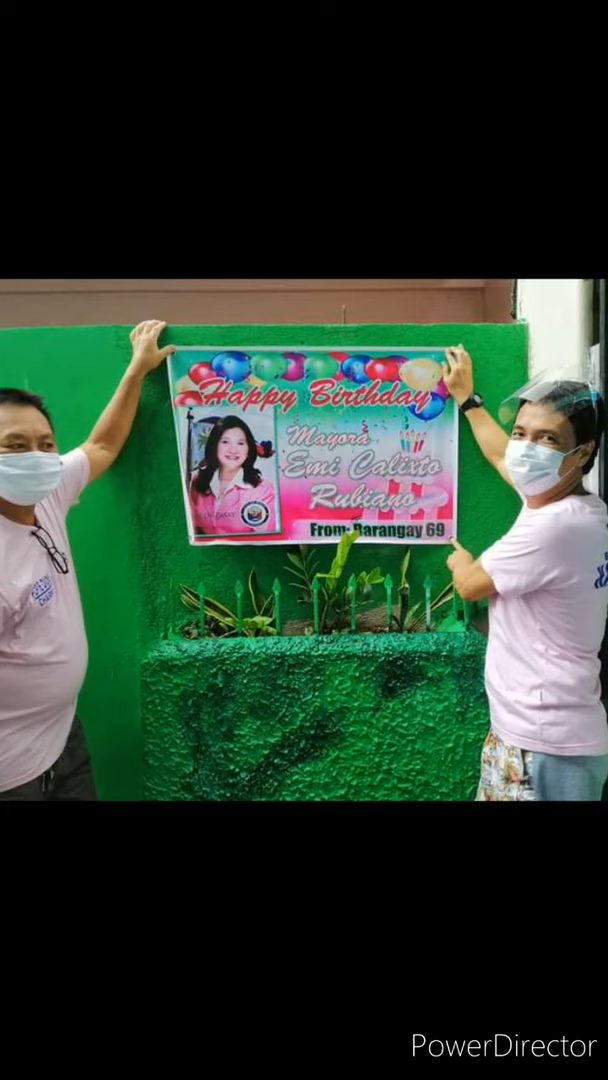 Happy Birthday
Mayora
Emi Calixto
Rubiano
From: Barangay 69
PowerDirector